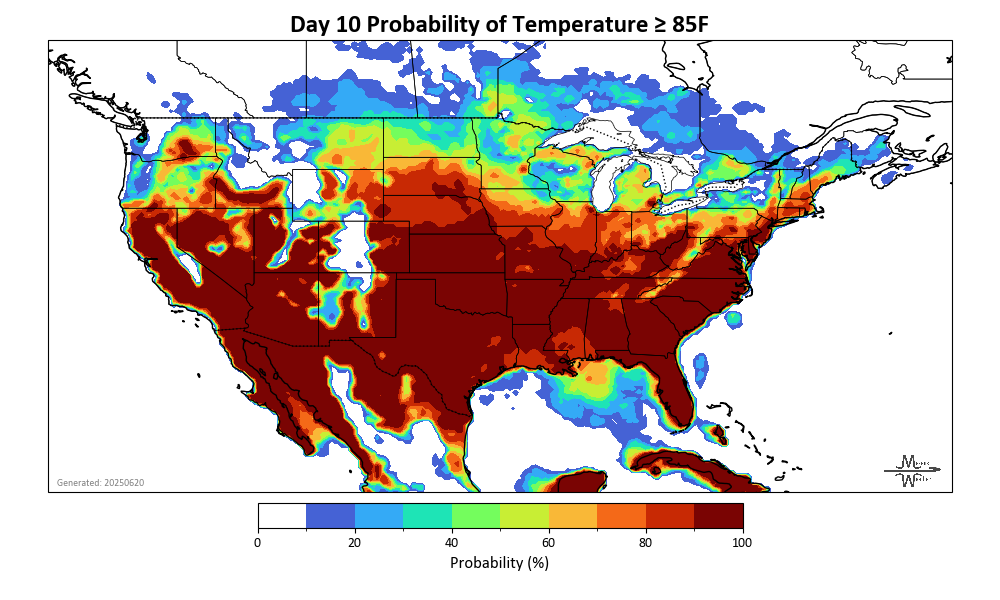 Day 10 Probability of Temperature ≥ 85F
Generated: 20250620
0 20 40 60 80 100
Probability (%)